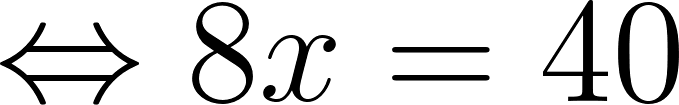 ⇔ 8x = 40